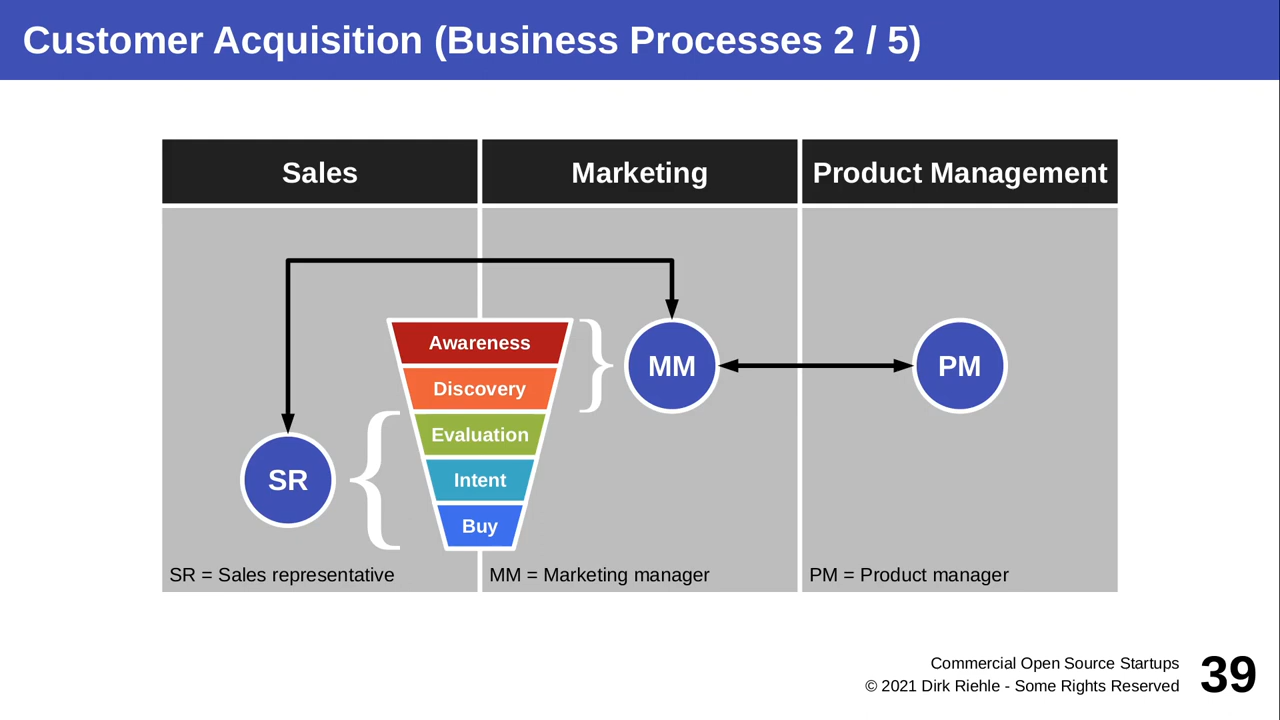 Customer Acquisition (Business Processes 2 / 5)
Sales
Marketing
Product Management
Awareness
Discovery
Evaluation
Intent
Buy
MM
PM
SR
SR = Sales representative
MM = Marketing manager
PM = Product manager
Commercial Open Source Startups
© 2021 Dirk Riehle - Some Rights Reserved
39